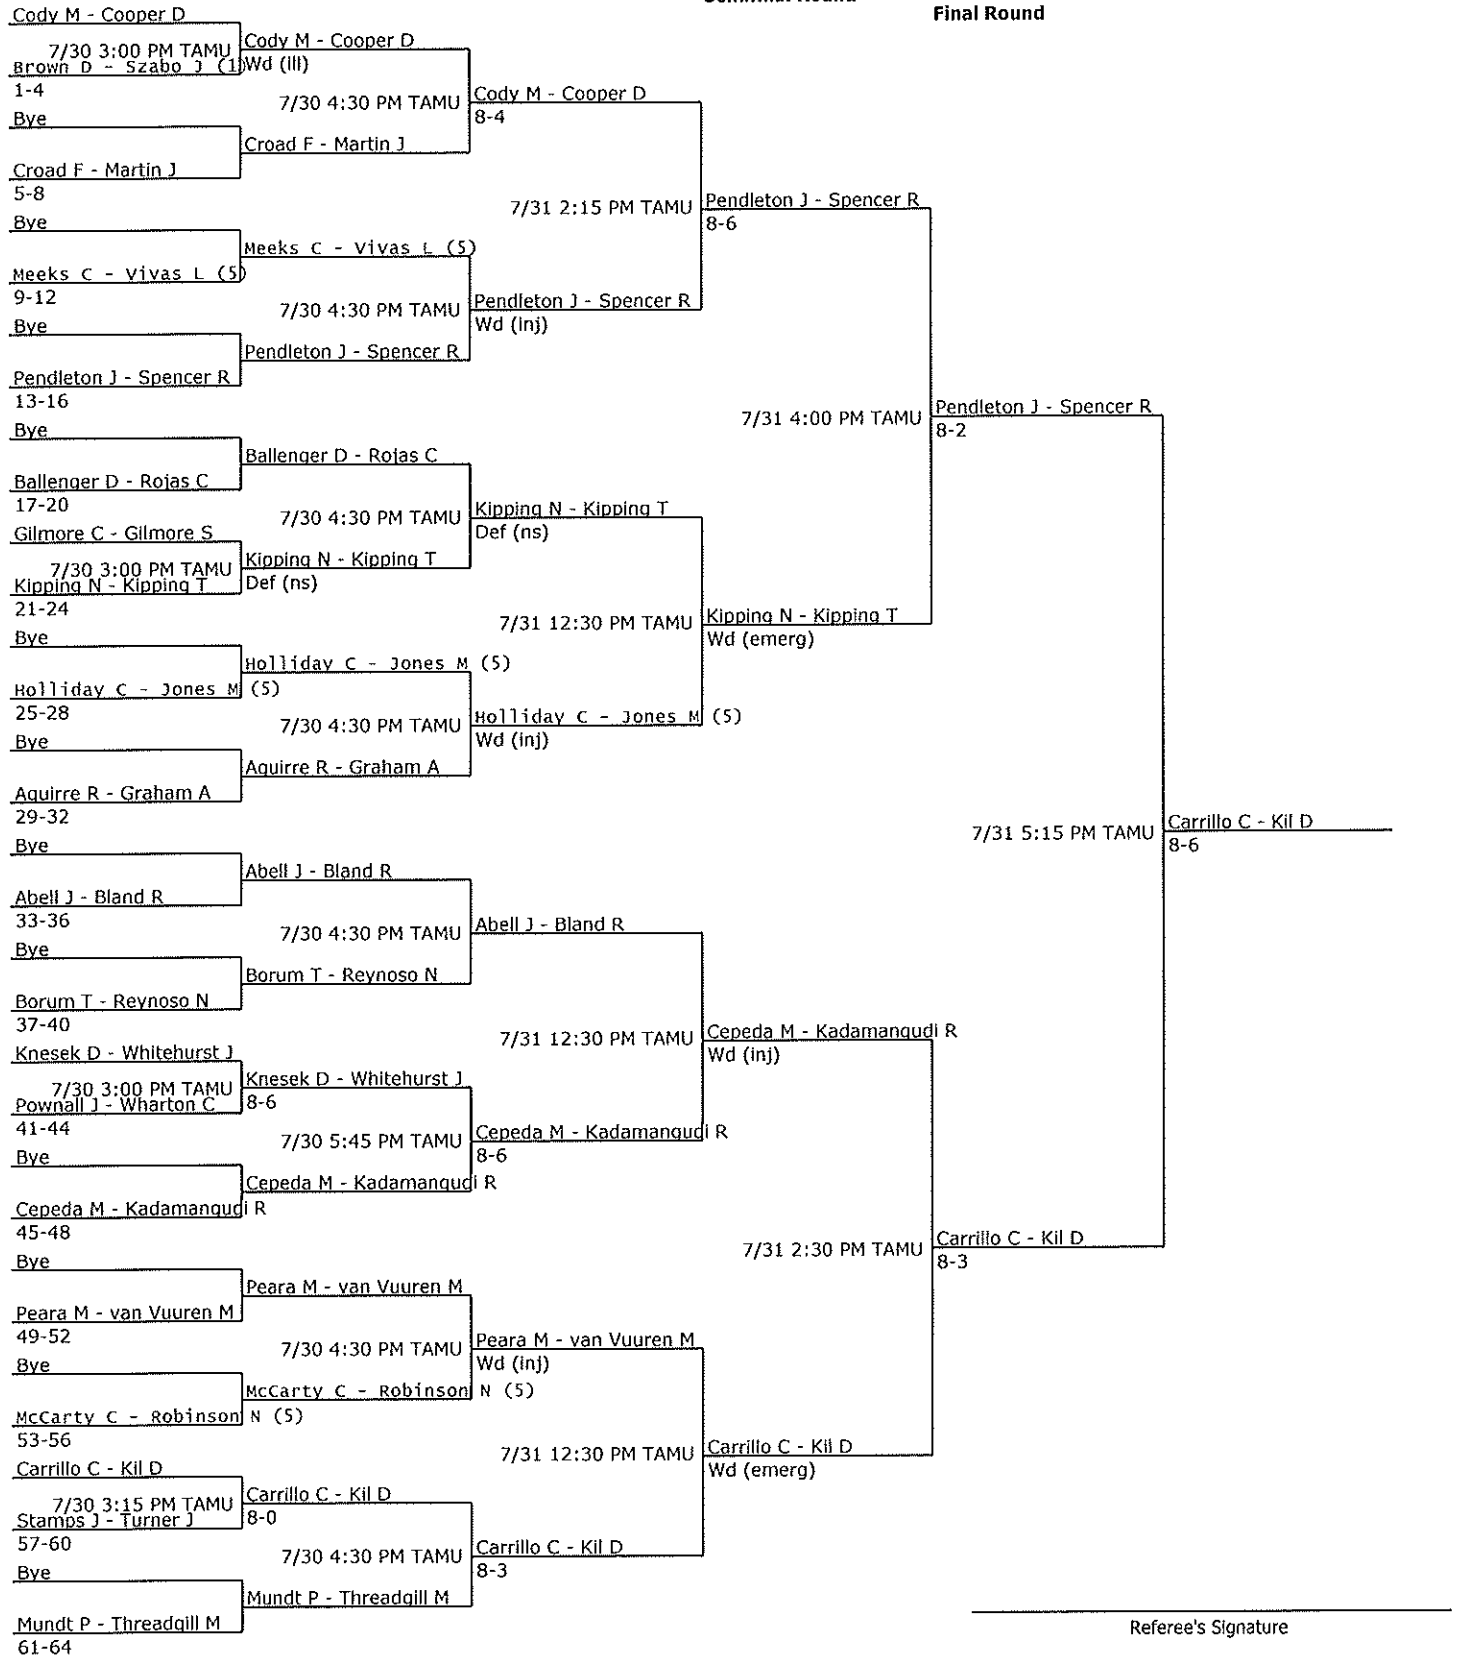 Final Round
Cody M - Cooper D
7/30 3:00 PM TAMU
Cody M - Cooper D
Brown D - Szabo J (1)
Wd (ill)
1-4
7/30 4:30 PM TAMU
Cody M - Cooper D
8-4
Bye
Croad F - Martin J
Croad F - Martin J
5-8
7/31 2:15 PM TAMU
Pendleton J - Spencer R
8-6
Bye
Meeks C - Vivas L (5)
Meeks C - Vivas L (5)
9-12
7/30 4:30 PM TAMU
Pendleton J - Spencer R
Wd (inj)
Bye
Pendleton J - Spencer R
Pendleton J - Spencer R
13-16
7/31 4:00 PM TAMU
Pendleton J - Spencer R
8-2
Bye
Ballenger D - Rojas C
Ballenger D - Rojas C
17-20
7/30 4:30 PM TAMU
Kipping N - Kipping T
Def (ns)
Gilmore C - Gilmore S
7/30 3:00 PM TAMU
Kipping N - Kipping T
Kipping N - Kipping T
Def (ns)
21-24
7/31 12:30 PM TAMU
Kipping N - Kipping T
Wd (emerg)
Bye
Holliday C - Jones M (5)
Holliday C - Jones M (5)
25-28
7/30 4:30 PM TAMU
Holliday C - Jones M (5)
Wd (inj)
Bye
Aguirre R - Graham A
Aguirre R - Graham A
29-32
7/31 5:15 PM TAMU
Carrillo C - Kil D
8-6
Bye
Abell J - Bland R
Abell J - Bland R
33-36
7/30 4:30 PM TAMU
Abell J - Bland R
Bye
Borum T - Reynoso N
Borum T - Reynoso N
37-40
7/31 12:30 PM TAMU
Cepeda M - Kadamangudi R
Wd (inj)
Knesek D - Whitehurst J
7/30 3:00 PM TAMU
Knesek D - Whitehurst J
Pownall J - Wharton C
8-6
41-44
7/30 5:45 PM TAMU
Cepeda M - Kadamangudi R
8-6
Bye
Cepeda M - Kadamangudi R
Cepeda M - Kadamangudi R
45-48
7/31 2:30 PM TAMU
Carrillo C - Kil D
8-3
Bye
Peara M - van Vuuren M
Peara M - van Vuuren M
49-52
7/30 4:30 PM TAMU
Peara M - van Vuuren M
Wd (inj)
Bye
McCarty C - Robinson N (5)
McCarty C - Robinson N (5)
53-56
7/31 12:30 PM TAMU
Carrillo C - Kil D
Wd (emerg)
Carrillo C - Kil D
7/30 3:15 PM TAMU
Carrillo C - Kil D
Stamps J - Turner J
8-0
57-60
7/30 4:30 PM TAMU
Carrillo C - Kil D
8-3
Bye
Mundt P - Threadgill M
Mundt P - Threadgill M
61-64
Referee's Signature